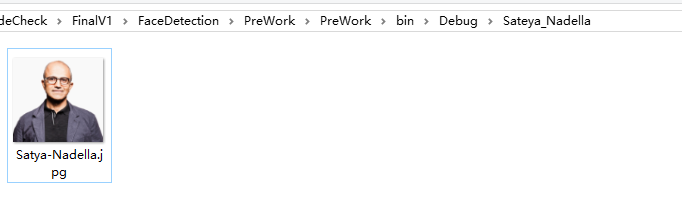 deCheck > FinalV1 > FaceDetection > PreWork > PreWork > bin > Debug > Sateya_Nadella
Satya-Nadella.j
pg